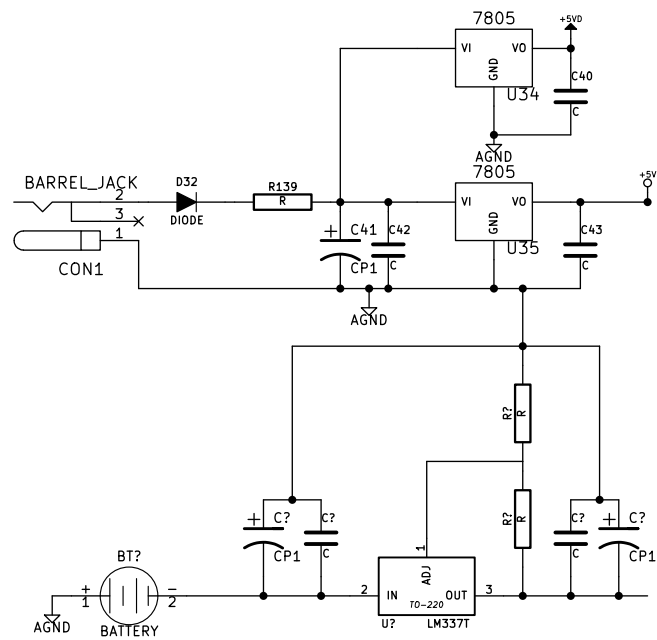 7805
+5VD
VI
VO
GND
C40
U34
C
AGND
7805
BARREL_JACK
D32
R139
+5V
2
R
VI
VO
3
DIODE
GND
1
+
C41
C42
U35
C43
CON1
CP1
C
C
AGND
R?
R
R?
R
+
C?
C?
C?
+
C?
1
BT?
CP1
C
ADJ
C
CP1
+
1
−
2
2
IN
OUT
3
AGND
TO-220
BATTERY
U?
LM337T